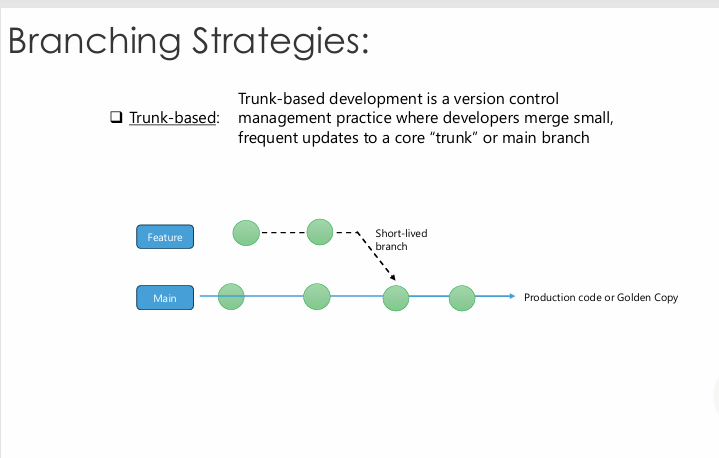 Branching Strategies:
Trunk-based development is a version control
❑ Trunk-based: management practice where developers merge small,
frequent updates to a core “trunk” or main branch
Feature
Short-lived
branch
Main
Production code or Golden Copy